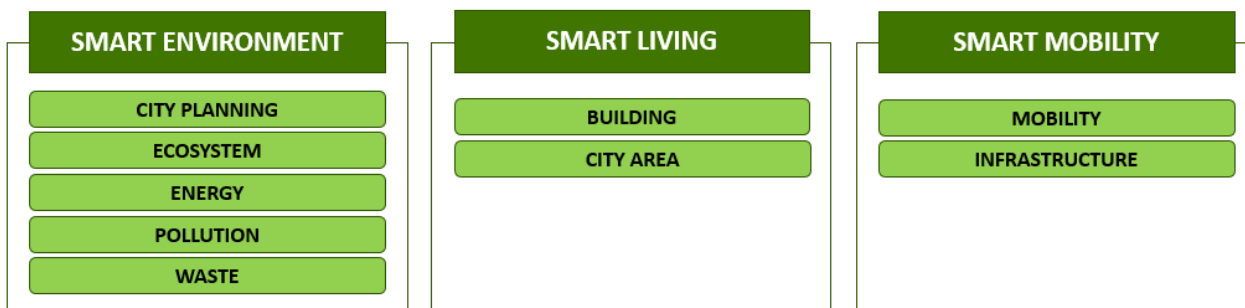 SMART ENVIRONMENT
CITY PLANNING
ECOSYSTEM
ENERGY
POLLUTION
WASTE
SMART LIVING
BUILDING
CITY AREA
SMART MOBILITY
MOBILITY
INFRASTRUCTURE